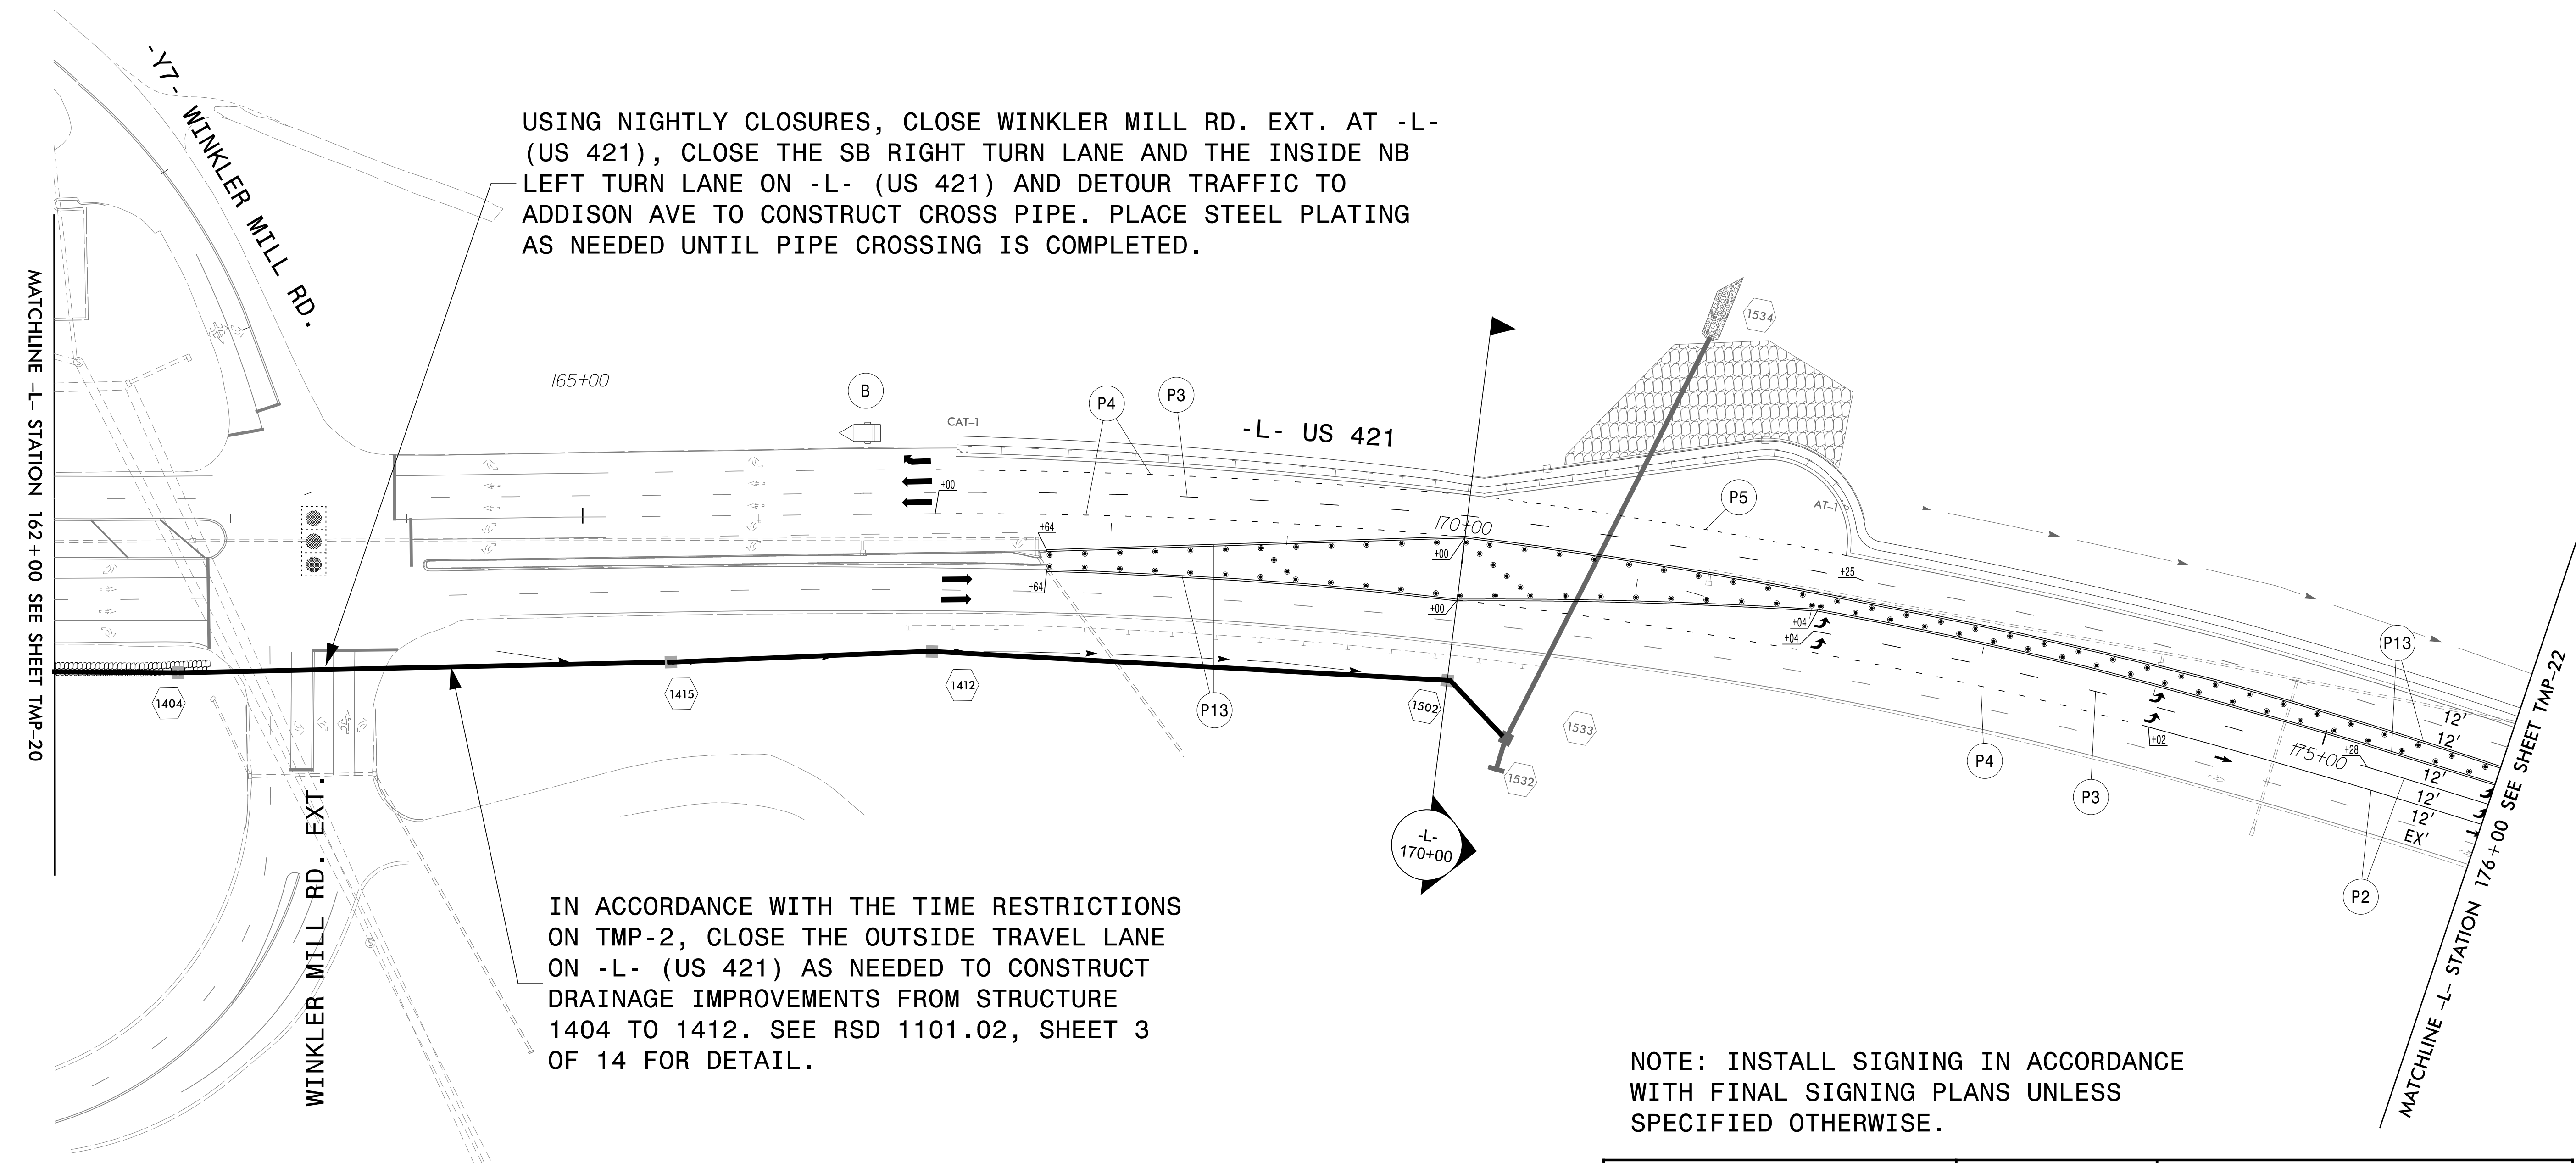 -Y7- WINKLER MILL RD.
USING NIGHTLY CLOSURES, CLOSE WINKLER MILL RD. EXT. AT -L-
(US 421), CLOSE THE SB RIGHT TURN LANE AND THE INSIDE NB
LEFT TURN LANE ON -L- (US 421) AND DETOUR TRAFFIC TO
ADDISON AVE TO CONSTRUCT CROSS PIPE. PLACE STEEL PLATING
AS NEEDED UNTIL PIPE CROSSING IS COMPLETED.
MATCHLINE -L- STATION 162+00 SEE SHEET TMP-20
1534
165+00
B
P4
P3
CAT-1
-L- US 421
+00
P5
AT-1
+64
170+00
+00
+25
+64
+00
+04
+04
P13
1404
1415
1412
P13
1502
1533
1532
P4
P3
+02
175+00
+28
12'
12'
12'
12'
12'
EX'
P2
-L-
170+00
MATCHLINE -L- STATION 176+00 SEE SHEET TMP-22
WINKLER MILL RD. EXT.
IN ACCORDANCE WITH THE TIME RESTRICTIONS
ON TMP-2, CLOSE THE OUTSIDE TRAVEL LANE
ON -L- (US 421) AS NEEDED TO CONSTRUCT
DRAINAGE IMPROVEMENTS FROM STRUCTURE
1404 TO 1412. SEE RSD 1101.02, SHEET 3
OF 14 FOR DETAIL.
NOTE: INSTALL SIGNING IN ACCORDANCE
WITH FINAL SIGNING PLANS UNLESS
SPECIFIED OTHERWISE.